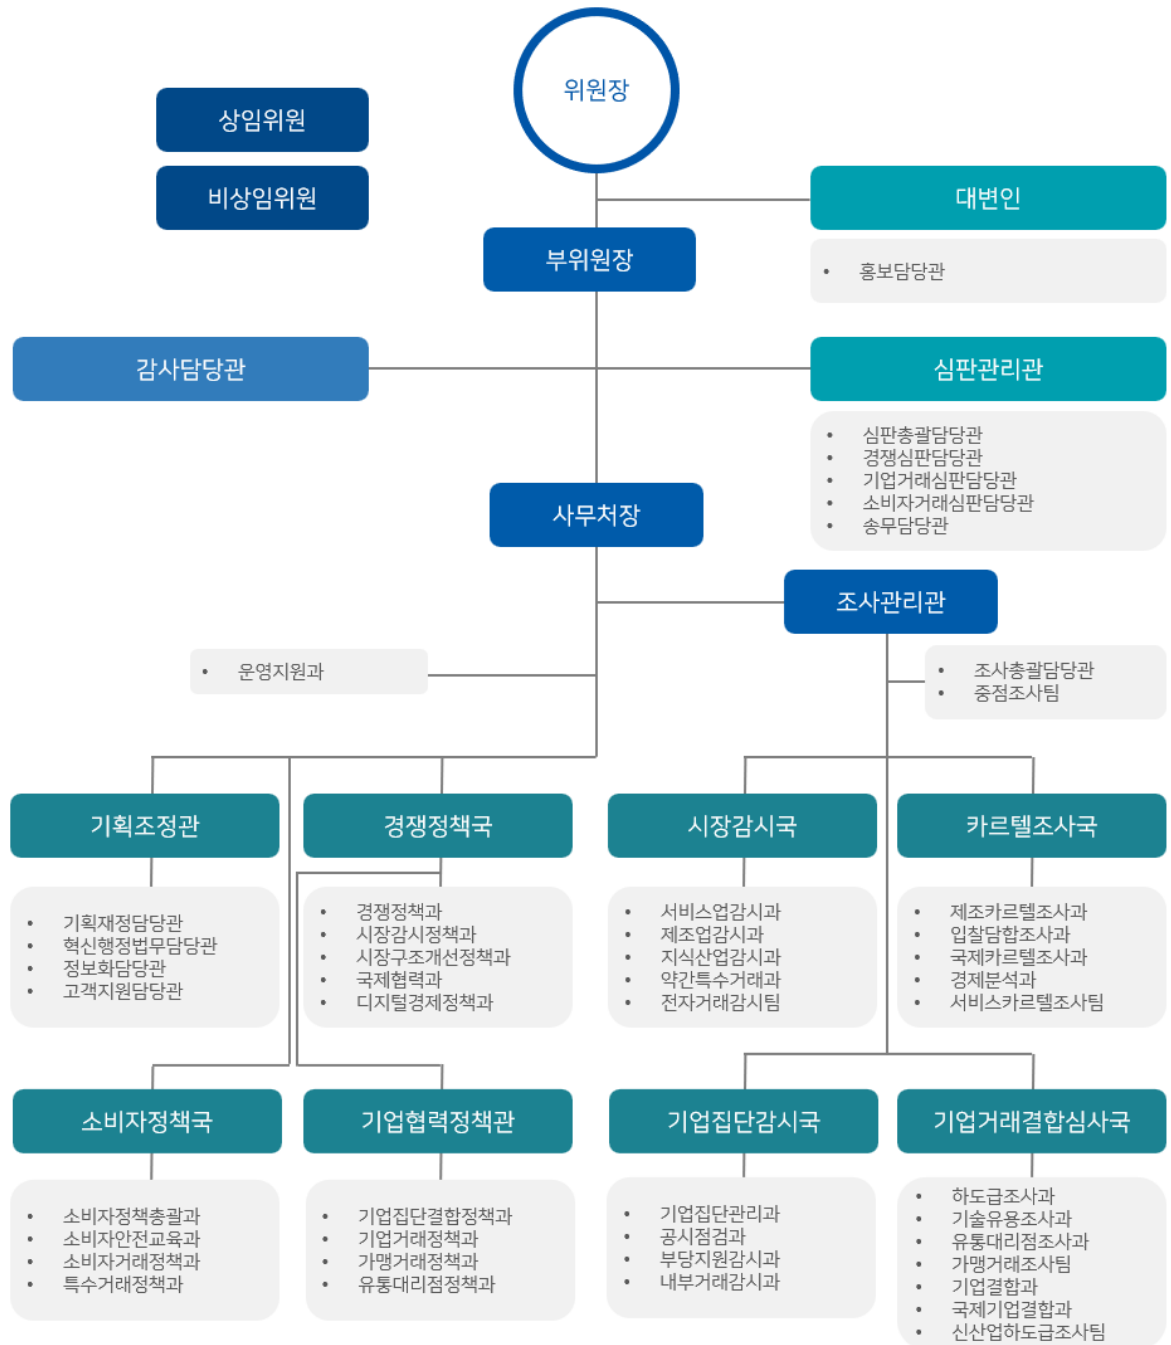 위원장
상임위원
비상임위원
대변인
• 홍보담당관
부위원장
감사담당관
심판관리관
• 심판총괄담당관
• 경쟁심판담당관
• 기업거래심판담당관
• 소비자거래심판담당관
• 송무담당관
사무처장
조사관리관
• 운영지원과
• 조사총괄담당관
• 중점조사팀
기획조정관
• 기획재정담당관
• 혁신행정법무담당관
• 정보화담당관
• 고객지원담당관
경쟁정책국
• 경쟁정책과
• 시장감시정책과
• 시장구조개선정책과
• 국제협력과
• 디지털경제정책과
시장감시국
• 서비스업감시과
• 제조업감시과
• 지식산업감시과
• 약관특수거래과
• 전자거래감시팀
카르텔조사국
• 제조카르텔조사과
• 입찰담합조사과
• 국제카르텔조사과
• 경제분석과
• 서비스카르텔조사팀
소비자정책국
• 소비자정책총괄과
• 소비자안전교육과
• 소비자거래정책과
• 특수거래정책과
기업협력정책관
• 기업집단결합정책과
• 기업거래정책과
• 가맹거래정책과
• 유통대리점정책과
기업집단감시국
• 기업집단관리과
• 공시점검과
• 부당지원감시과
• 내부거래감시과
기업거래결합심사국
• 하도급조사과
• 기술유용조사과
• 유통대리점조사과
• 가맹거래조사팀
• 기업결합과
• 국제기업결합과
• 신산업하도급조사팀